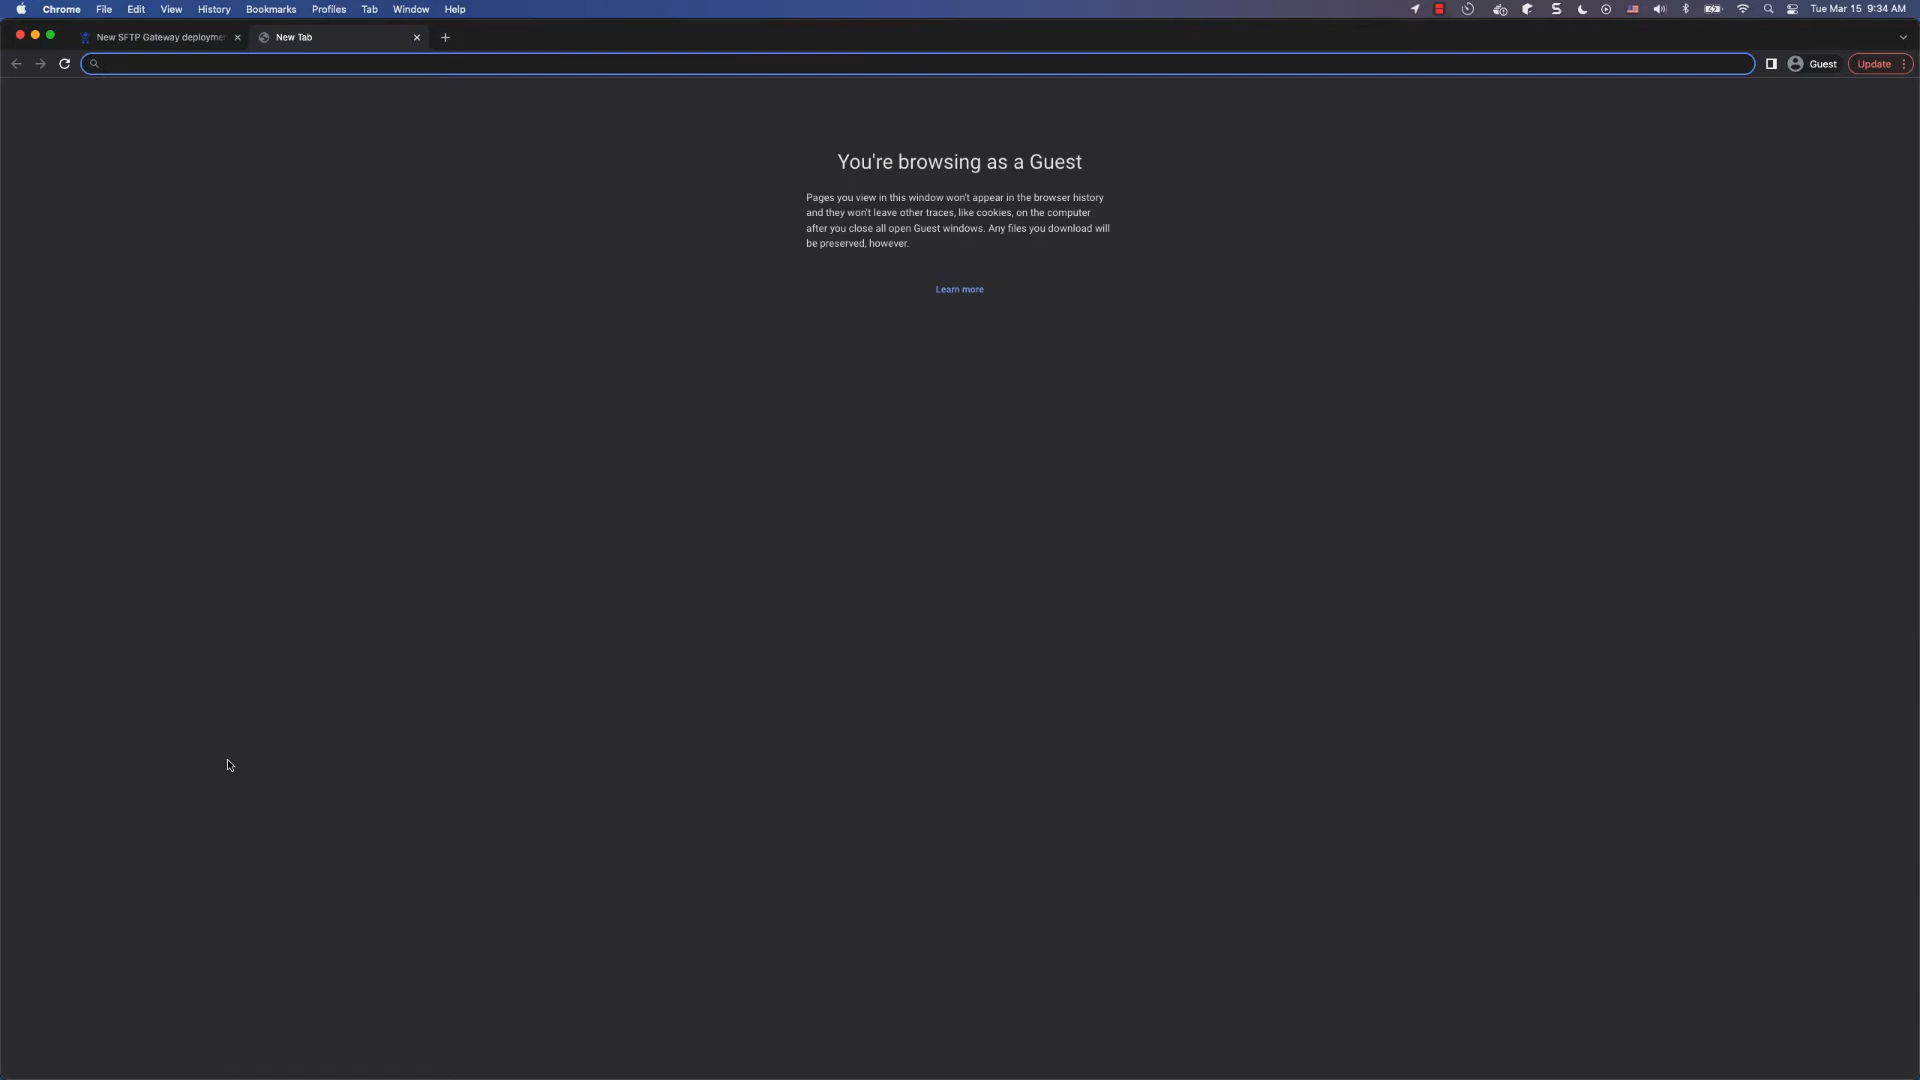 Chrome File Edit View History Bookmarks Profiles Tab Window Help Tue Mar 15 9:34 AM
New SFTP Gateway deploymen New Tab
Guest Update
You're browsing as a Guest
Pages you view in this window won't appear in the browser history
and they won't leave other traces, like cookies, on the computer
after you close all open Guest windows. Any files you download will
be preserved, however.
Learn more